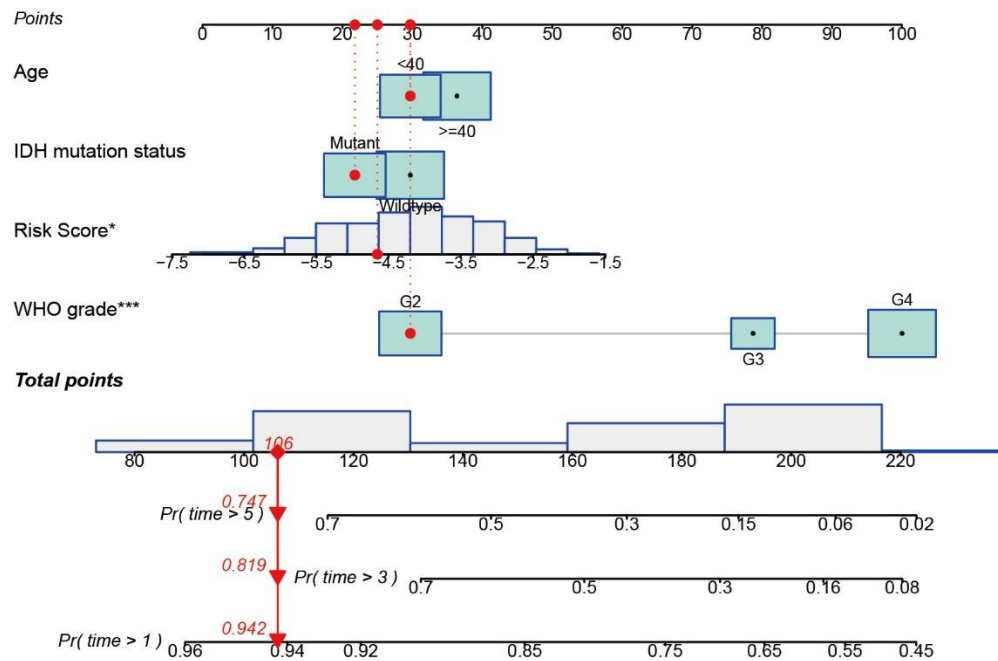 Points
0 10 20 30 40 50 60 70 80 90 100
Age
<40
>=40
IDH mutation status
Mutant
Wildtype
Risk Score*
−7.5 −6.5 −5.5 −4.5 −3.5 −2.5 −1.5
WHO grade***
G2
G4
G3
Total points
106
80 100 120 140 160 180 200 220
0.747
Pr( time > 5 )
0.7 0.5 0.3 0.15 0.06 0.02
0.819
Pr( time > 3 )
0.7 0.5 0.3 0.16 0.08
0.942
Pr( time > 1 )
0.96 0.94 0.92 0.85 0.75 0.65 0.55 0.45